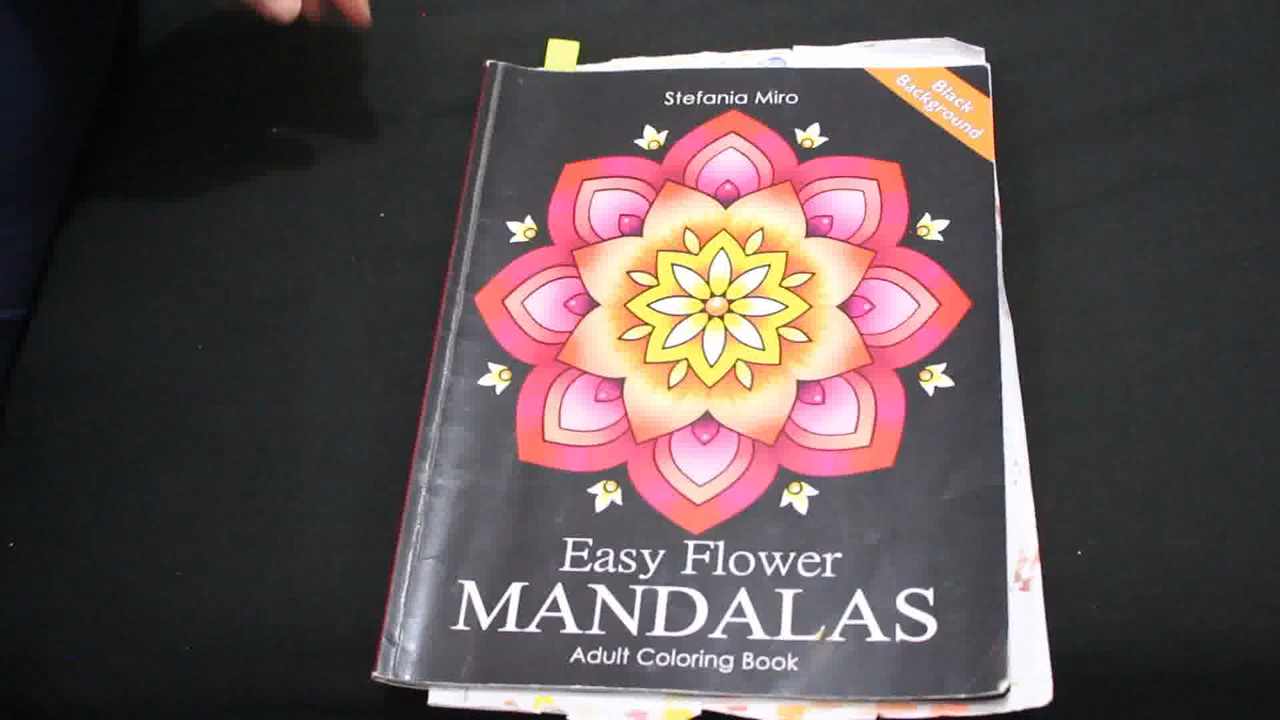 Stefania Miro
Black
Background
Easy Flower
MANDALAS
Adult Coloring Book